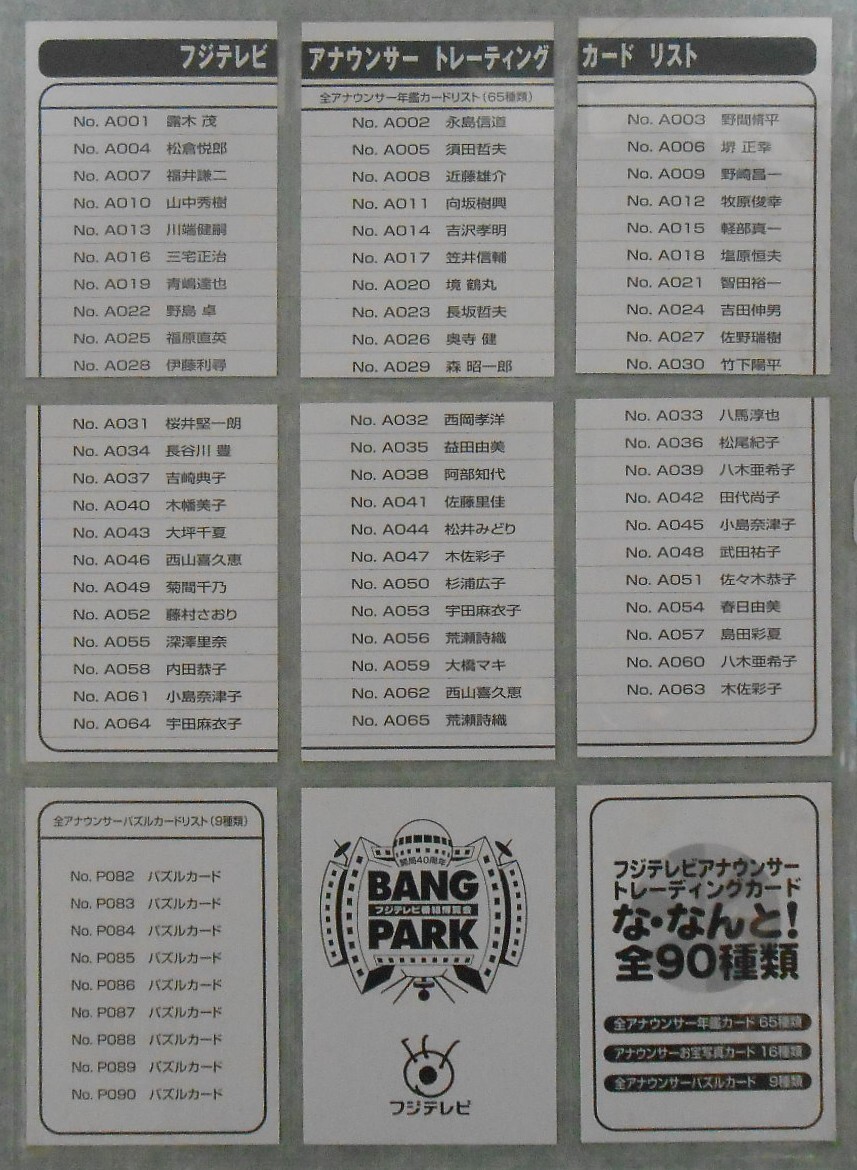 フジテレビ アナウンサー トレーティング カード リスト
全アナウンサー年鑑カードリスト(65種類)
No. A001 露木 茂 No. A002 永島信道 No. A003 野間脩平
No. A004 松倉悦郎 No. A005 須田哲夫 No. A006 堺 正幸
No. A007 福井謙二 No. A008 近藤雄介 No. A009 野崎昌一
No. A010 山中秀樹 No. A011 向坂樹興 No. A012 牧原俊幸
No. A013 川端健嗣 No. A014 吉沢孝明 No. A015 軽部真一
No. A016 三宅正治 No. A017 笠井信輔 No. A018 塩原恒夫
No. A019 青嶋達也 No. A020 境 鶴丸 No. A021 智田裕一
No. A022 野島 卓 No. A023 長坂哲夫 No. A024 吉田伸男
No. A025 福原直英 No. A026 奥寺 健 No. A027 佐野瑞樹
No. A028 伊藤利尋 No. A029 森 昭一郎 No. A030 竹下陽平
No. A031 桜井堅一朗 No. A032 西岡孝洋 No. A033 八馬淳也
No. A034 長谷川 豊 No. A035 益田由美 No. A036 松尾紀子
No. A037 吉崎典子 No. A038 阿部知代 No. A039 八木亜希子
No. A040 木幡美子 No. A041 佐藤里佳 No. A042 田代尚子
No. A043 大坪千夏 No. A044 松井みどり No. A045 小島奈津子
No. A046 西山喜久恵 No. A047 木佐彩子 No. A048 武田祐子
No. A049 菊間千乃 No. A050 杉浦広子 No. A051 佐々木恭子
No. A052 藤村さおり No. A053 宇田麻衣子 No. A054 春日由美
No. A055 深澤里奈 No. A056 荒瀬詩織 No. A057 島田彩夏
No. A058 内田恭子 No. A059 大橋マキ No. A060 八木亜希子
No. A061 小島奈津子 No. A062 西山喜久恵 No. A063 木佐彩子
No. A064 宇田麻衣子 No. A065 荒瀬詩織
全アナウンサーパズルカードリスト(9種類)
No. P082 パズルカード
No. P083 パズルカード
No. P084 パズルカード
No. P085 パズルカード
No. P086 パズルカード
No. P087 パズルカード
No. P088 パズルカード
No. P089 パズルカード
No. P090 パズルカード
開局40周年
BANG
フジテレビ番組博覧会
PARK
フジテレビ
フジテレビアナウンサー
トレーディングカード
な・なんと!
全90種類
全アナウンサー年鑑カード 65種類
アナウンサーお宝写真カード 16種類
全アナウンサーパズルカード 9種類